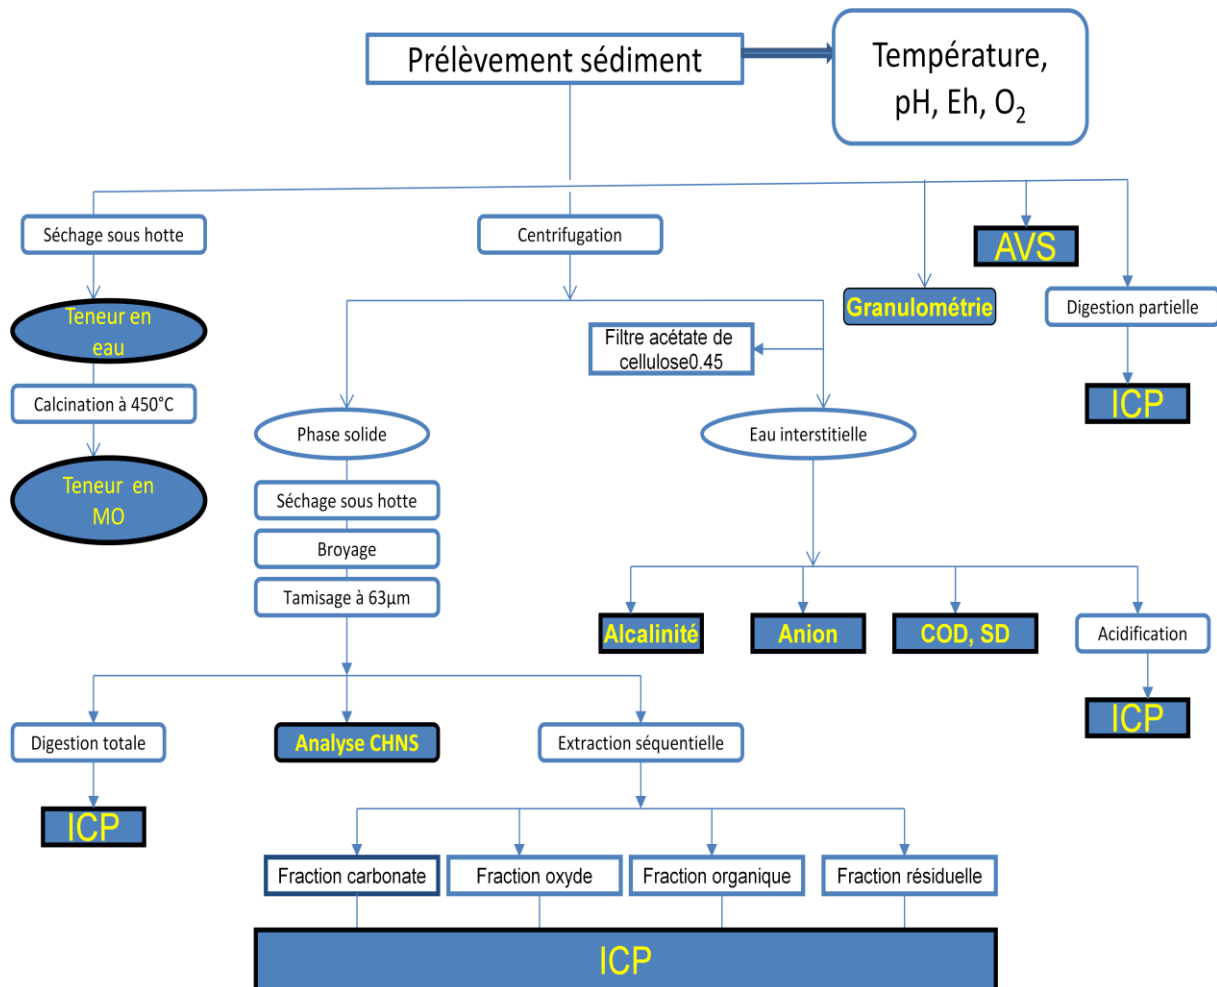 Prélèvement sédiment
Température,
pH, Eh, O₂
Séchage sous hotte
Centrifugation
AVS
Granulométrie
Digestion partielle
Teneur en
eau
Filtre acétate de
cellulose0.45
Calcination à 450°C
ICP
Phase solide
Eau interstitielle
Teneur en
MO
Séchage sous hotte
Broyage
Tamisage à 63µm
Alcalinité
Anion
COD, SD
Acidification
ICP
Digestion totale
Analyse CHNS
Extraction séquentielle
ICP
Fraction carbonate
Fraction oxyde
Fraction organique
Fraction résiduelle
ICP